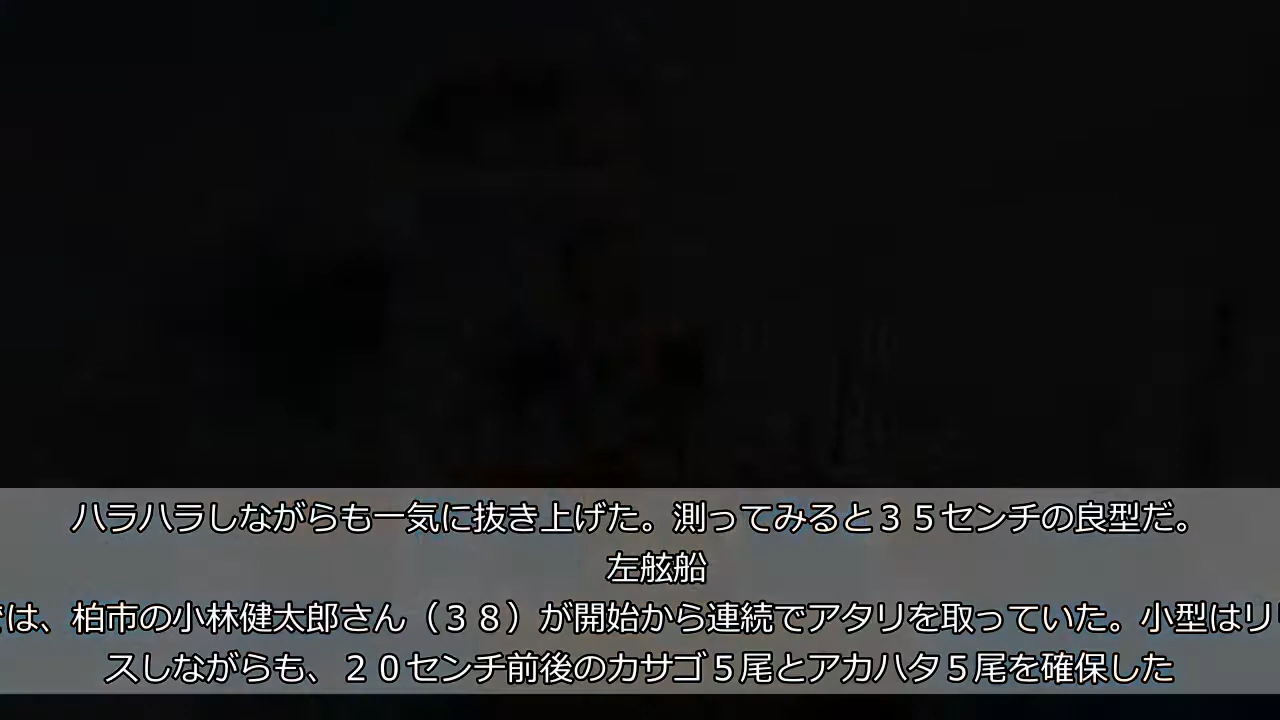 ハラハラしながらも一気に抜き上げた。測ってみると３５センチの良型だ。
左舷船
では、柏市の小林健太郎さん（３８）が開始から連続でアタリを取っていた。小型はリ
スしながらも、２０センチ前後のカサゴ５尾とアカハタ５尾を確保した